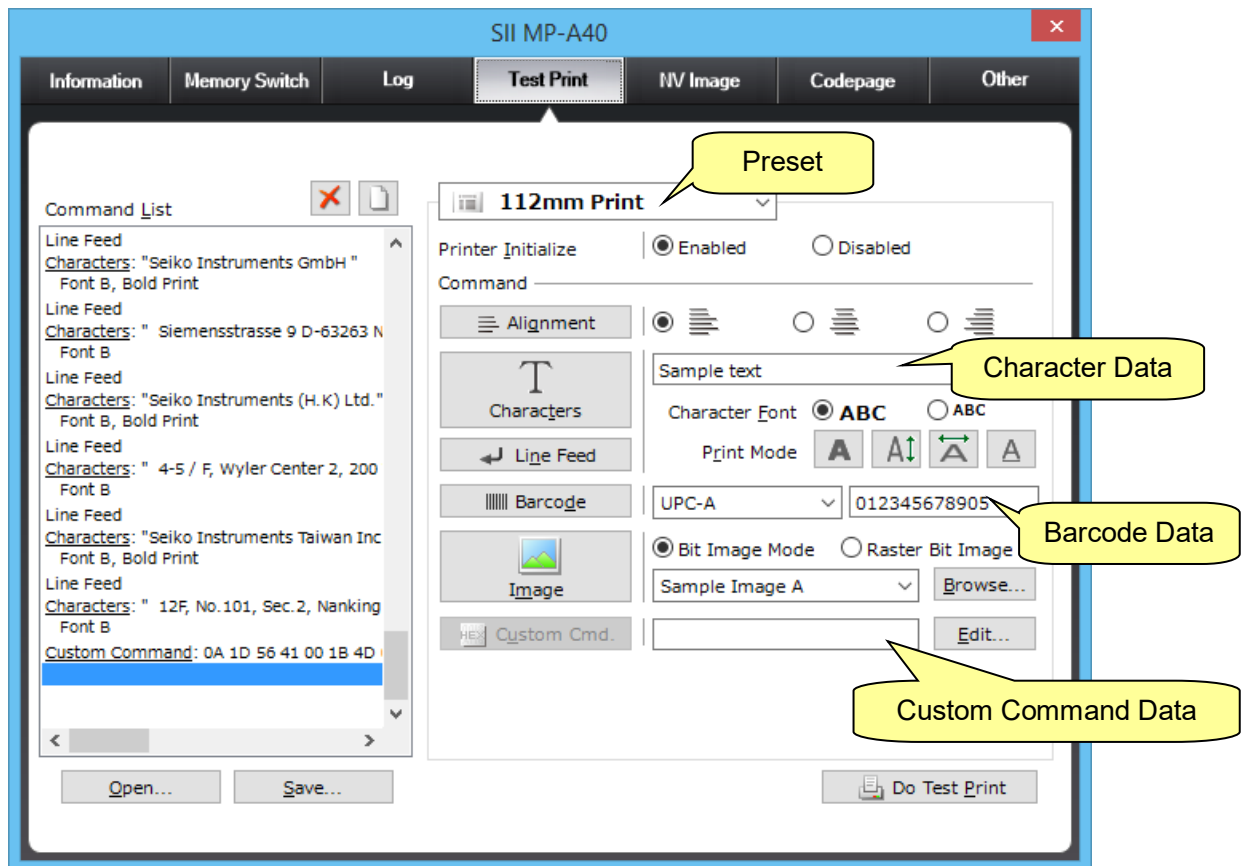 SII MP-A40
Information Memory Switch Log Test Print NV Image Codepage Other
Preset
Command List
112mm Print
Line Feed
Characters: "Seiko Instruments GmbH "
Font B, Bold Print
Line Feed
Characters: "  Siemensstrasse 9 D-63263 N
Font B
Line Feed
Characters: "Seiko Instruments (H.K) Ltd."
Font B, Bold Print
Line Feed
Characters: "  4-5 / F, Wyler Center 2, 200
Font B
Line Feed
Characters: "Seiko Instruments Taiwan Inc
Font B, Bold Print
Line Feed
Characters: "  12F, No.101, Sec.2, Nanking
Font B
Custom Command: 0A 1D 56 41 00 1B 4D
Open... Save...
Printer Initialize Enabled Disabled
Command
Alignment
Characters
Sample text
Character Data
Character Font ABC ABC
Print Mode A A A A
Line Feed
Barcode UPC-A 012345678905
Barcode Data
Bit Image Mode Raster Bit Image
Image Sample Image A Browse...
HEX Custom Cmd. Edit...
Custom Command Data
Do Test Print